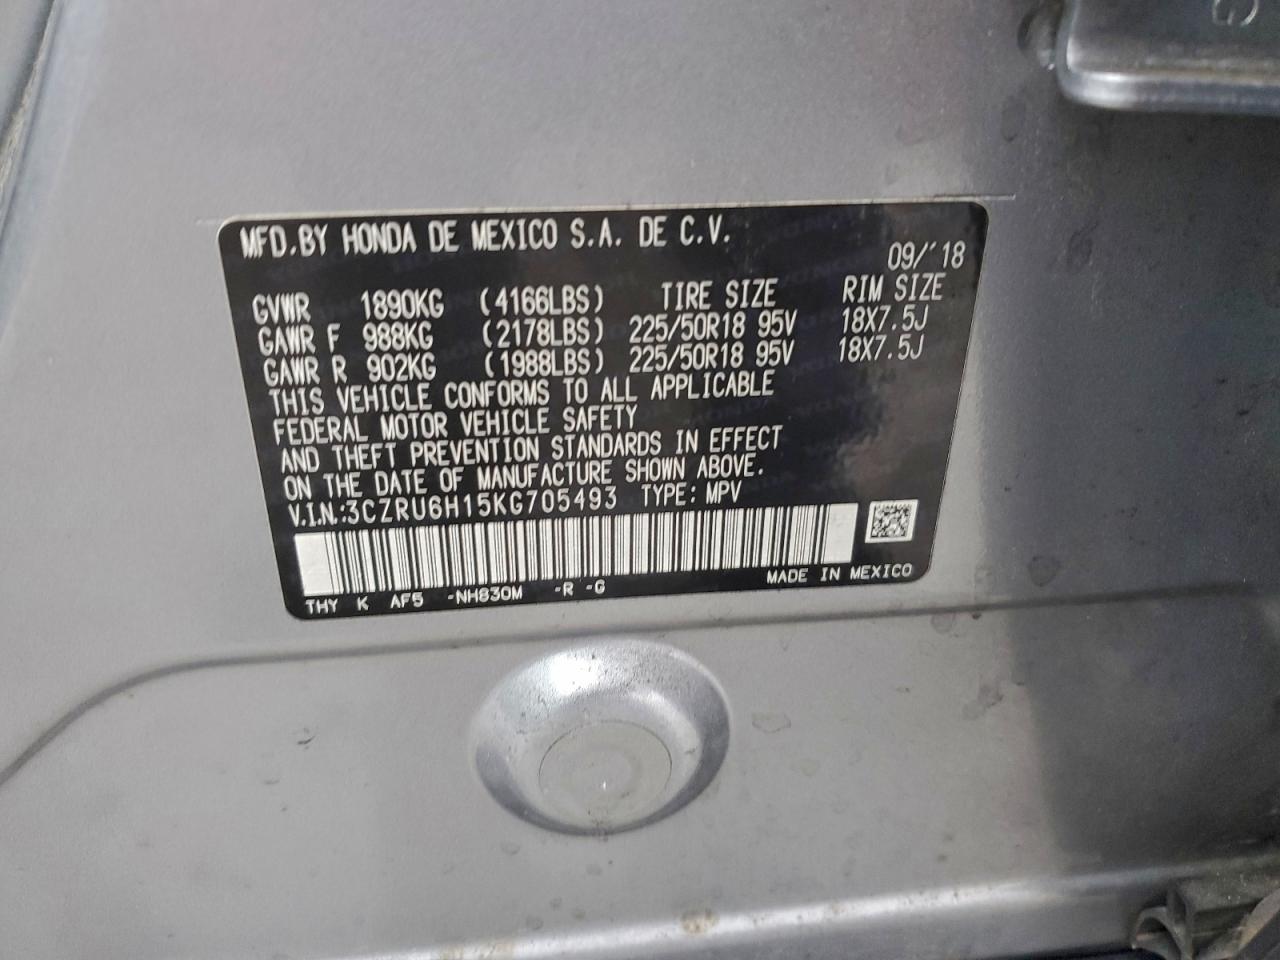 MFD.BY HONDA DE MEXICO S.A. DE C.V.
09/'18
GVWR 1890KG (4166LBS) TIRE SIZE RIM SIZE
GAWR F 988KG (2178LBS) 225/50R18 95V 18X7.5J
GAWR R 902KG (1988LBS) 225/50R18 95V 18X7.5J
THIS VEHICLE CONFORMS TO ALL APPLICABLE
FEDERAL MOTOR VEHICLE SAFETY
AND THEFT PREVENTION STANDARDS IN EFFECT
ON THE DATE OF MANUFACTURE SHOWN ABOVE.
V.I.N.:3CZRU6H15KG705493 TYPE: MPV
THY K AF5 -NH830M -R -G MADE IN MEXICO